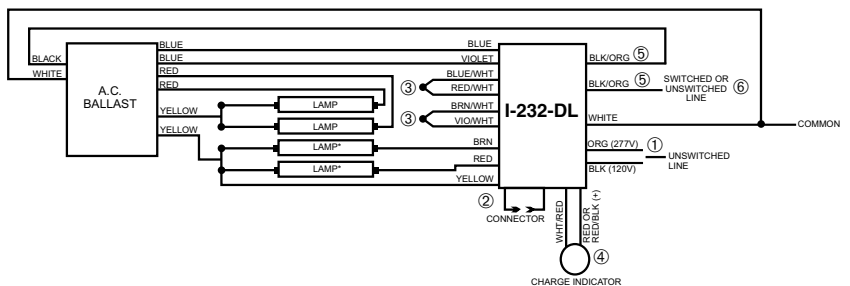 BLUE
BLUE
BLACK
BLUE
VIOLET
BLK/ORG ⑤
WHITE
RED
BLUE/WHT
A.C.
BALLAST
RED
③
RED/WHT
BLK/ORG ⑤
SWITCHED OR
UNSWITCHED
LINE
⑥
YELLOW
LAMP
BRN/WHT
I-232-DL
③
VIO/WHT
WHITE
COMMON
LAMP
YELLOW
LAMP*
BRN
ORG (277V)
①
UNSWITCHED
LINE
LAMP*
RED
BLK (120V)
YELLOW
②
CONNECTOR
WHT/RED
RED OR
RED/BLK (+)
④
CHARGE INDICATOR